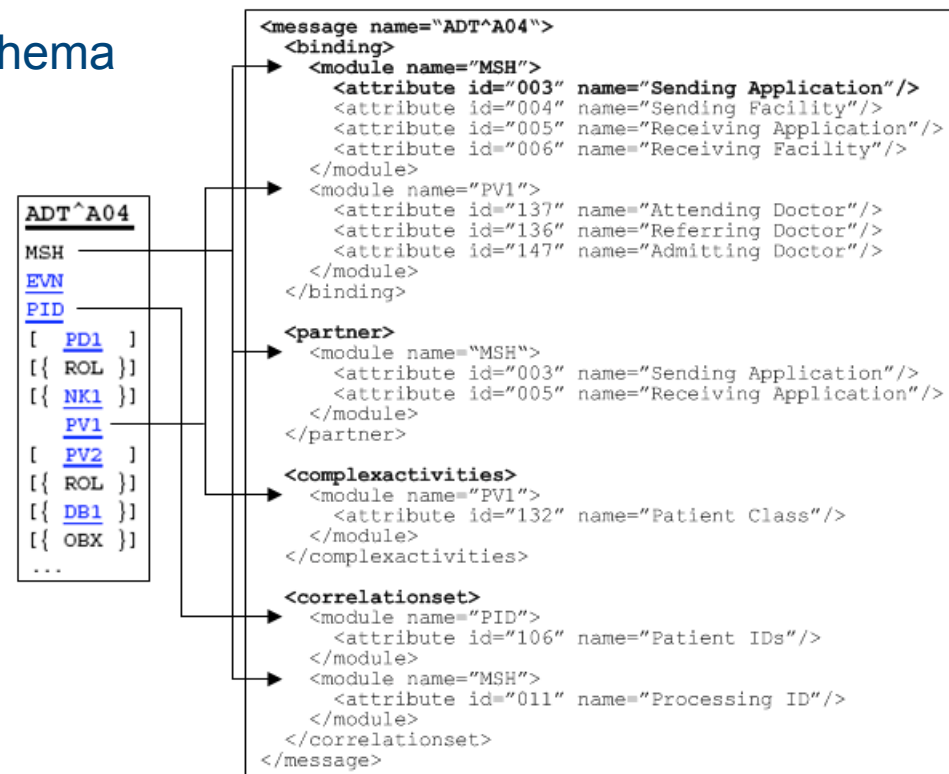 hema
ADT^A04
MSH
EVN
PID
[ PD1 ]
[{ ROL }]
[{ NK1 }]
PV1
[ PV2 ]
[{ ROL }]
[{ DB1 }]
[{ OBX }]
...
<message name="ADT^A04">
<binding>
<module name="MSH">
<attribute id="003" name="Sending Application"/>
<attribute id="004" name="Sending Facility"/>
<attribute id="005" name="Receiving Application"/>
<attribute id="006" name="Receiving Facility"/>
</module>
<module name="PV1">
<attribute id="137" name="Attending Doctor"/>
<attribute id="136" name="Referring Doctor"/>
<attribute id="147" name="Admitting Doctor"/>
</module>
</binding>
<partner>
<module name="MSH">
<attribute id="003" name="Sending Application"/>
<attribute id="005" name="Receiving Application"/>
</module>
</partner>
<complexactivities>
<module name="PV1">
<attribute id="132" name="Patient Class"/>
</module>
</complexactivities>
<correlationset>
<module name="PID">
<attribute id="106" name="Patient IDs"/>
</module>
<module name="MSH">
<attribute id="011" name="Processing ID"/>
</module>
</correlationset>
</message>